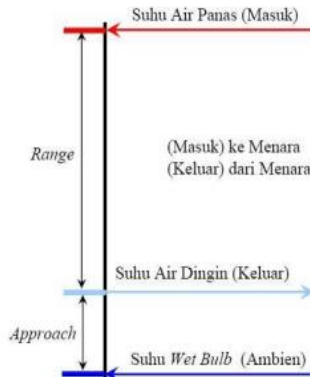 Suhu Air Panas (Masuk)
Range
(Masuk) ke Menara
(Keluar) dari Menara
Suhu Air Dingin (Keluar)
Approach
Suhu Wet Bulb (Ambien)